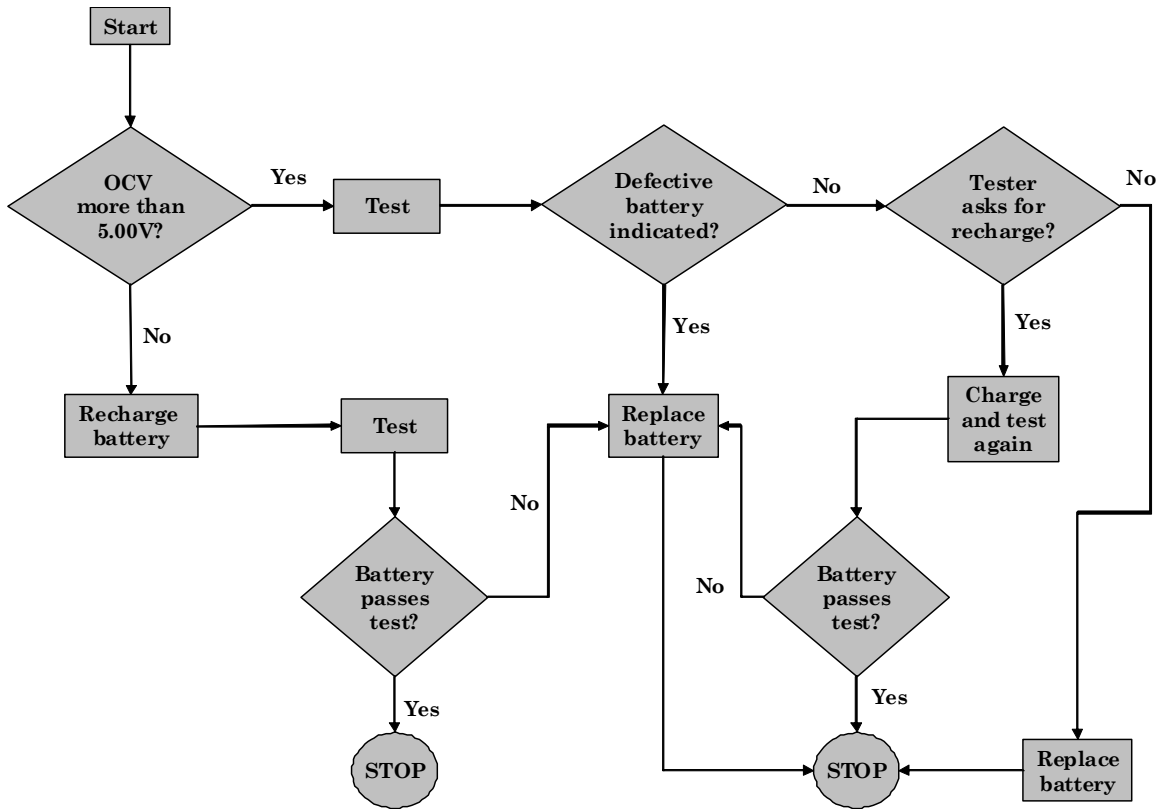 Start
OCV
more than
5.00V?
Yes
Test
Defective
battery
indicated?
No
Tester
asks for
recharge?
No
No
Yes
Yes
Recharge
battery
Test
Replace
battery
Charge
and test
again
No
Battery
passes
test?
No
Battery
passes
test?
Yes
Yes
STOP
STOP
Replace
battery